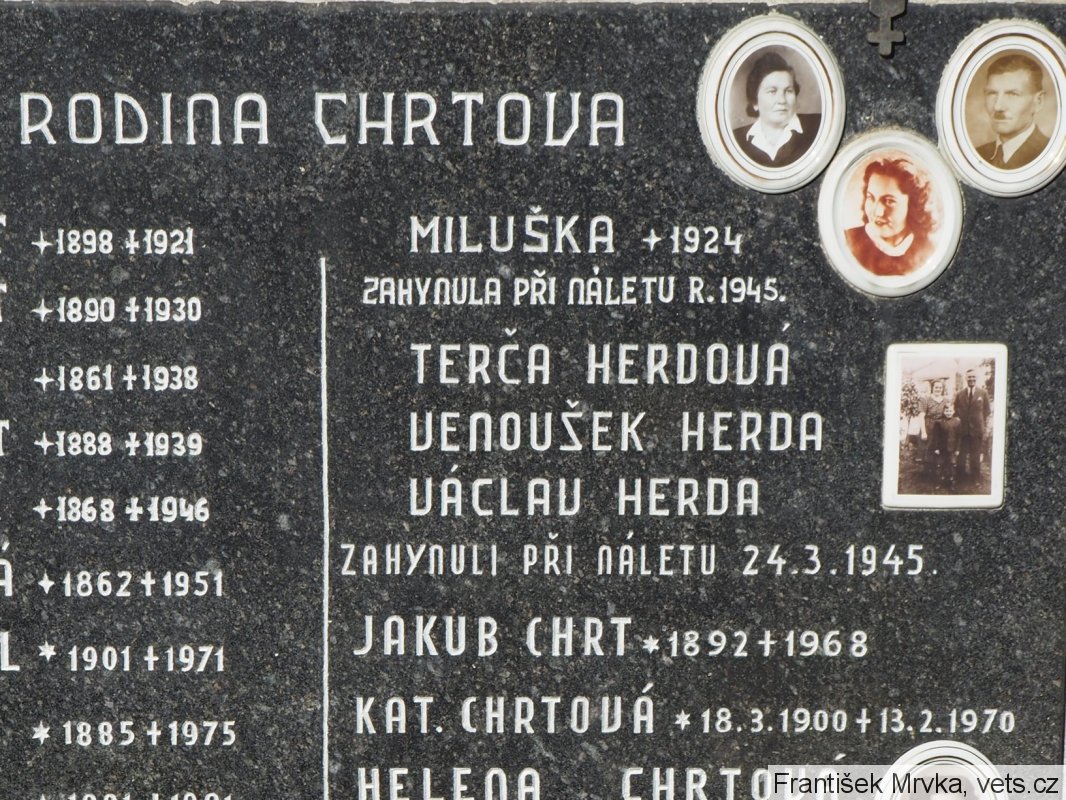 RODINA CHRTOVA
1898 1921
1890 1930
1861 1938
1888 1939
1868 1946
1862 1951
* 1901 1971
* 1885 1975
MILUŠKA 1924
ZAHYNULA PŘI NÁLETU R.1945.
TERČA HERDOVÁ
VENOUŠEK HERDA
VÁCLAV HERDA
ZAHYNULI PŘI NÁLETU 24.3.1945.
JAKUB CHRT * 1892 + 1968
KAT. CHRTOVÁ * 18.3.1900 + 13.2.1970
HELENA CHRTOVÁ
František Mrvka, vets.cz